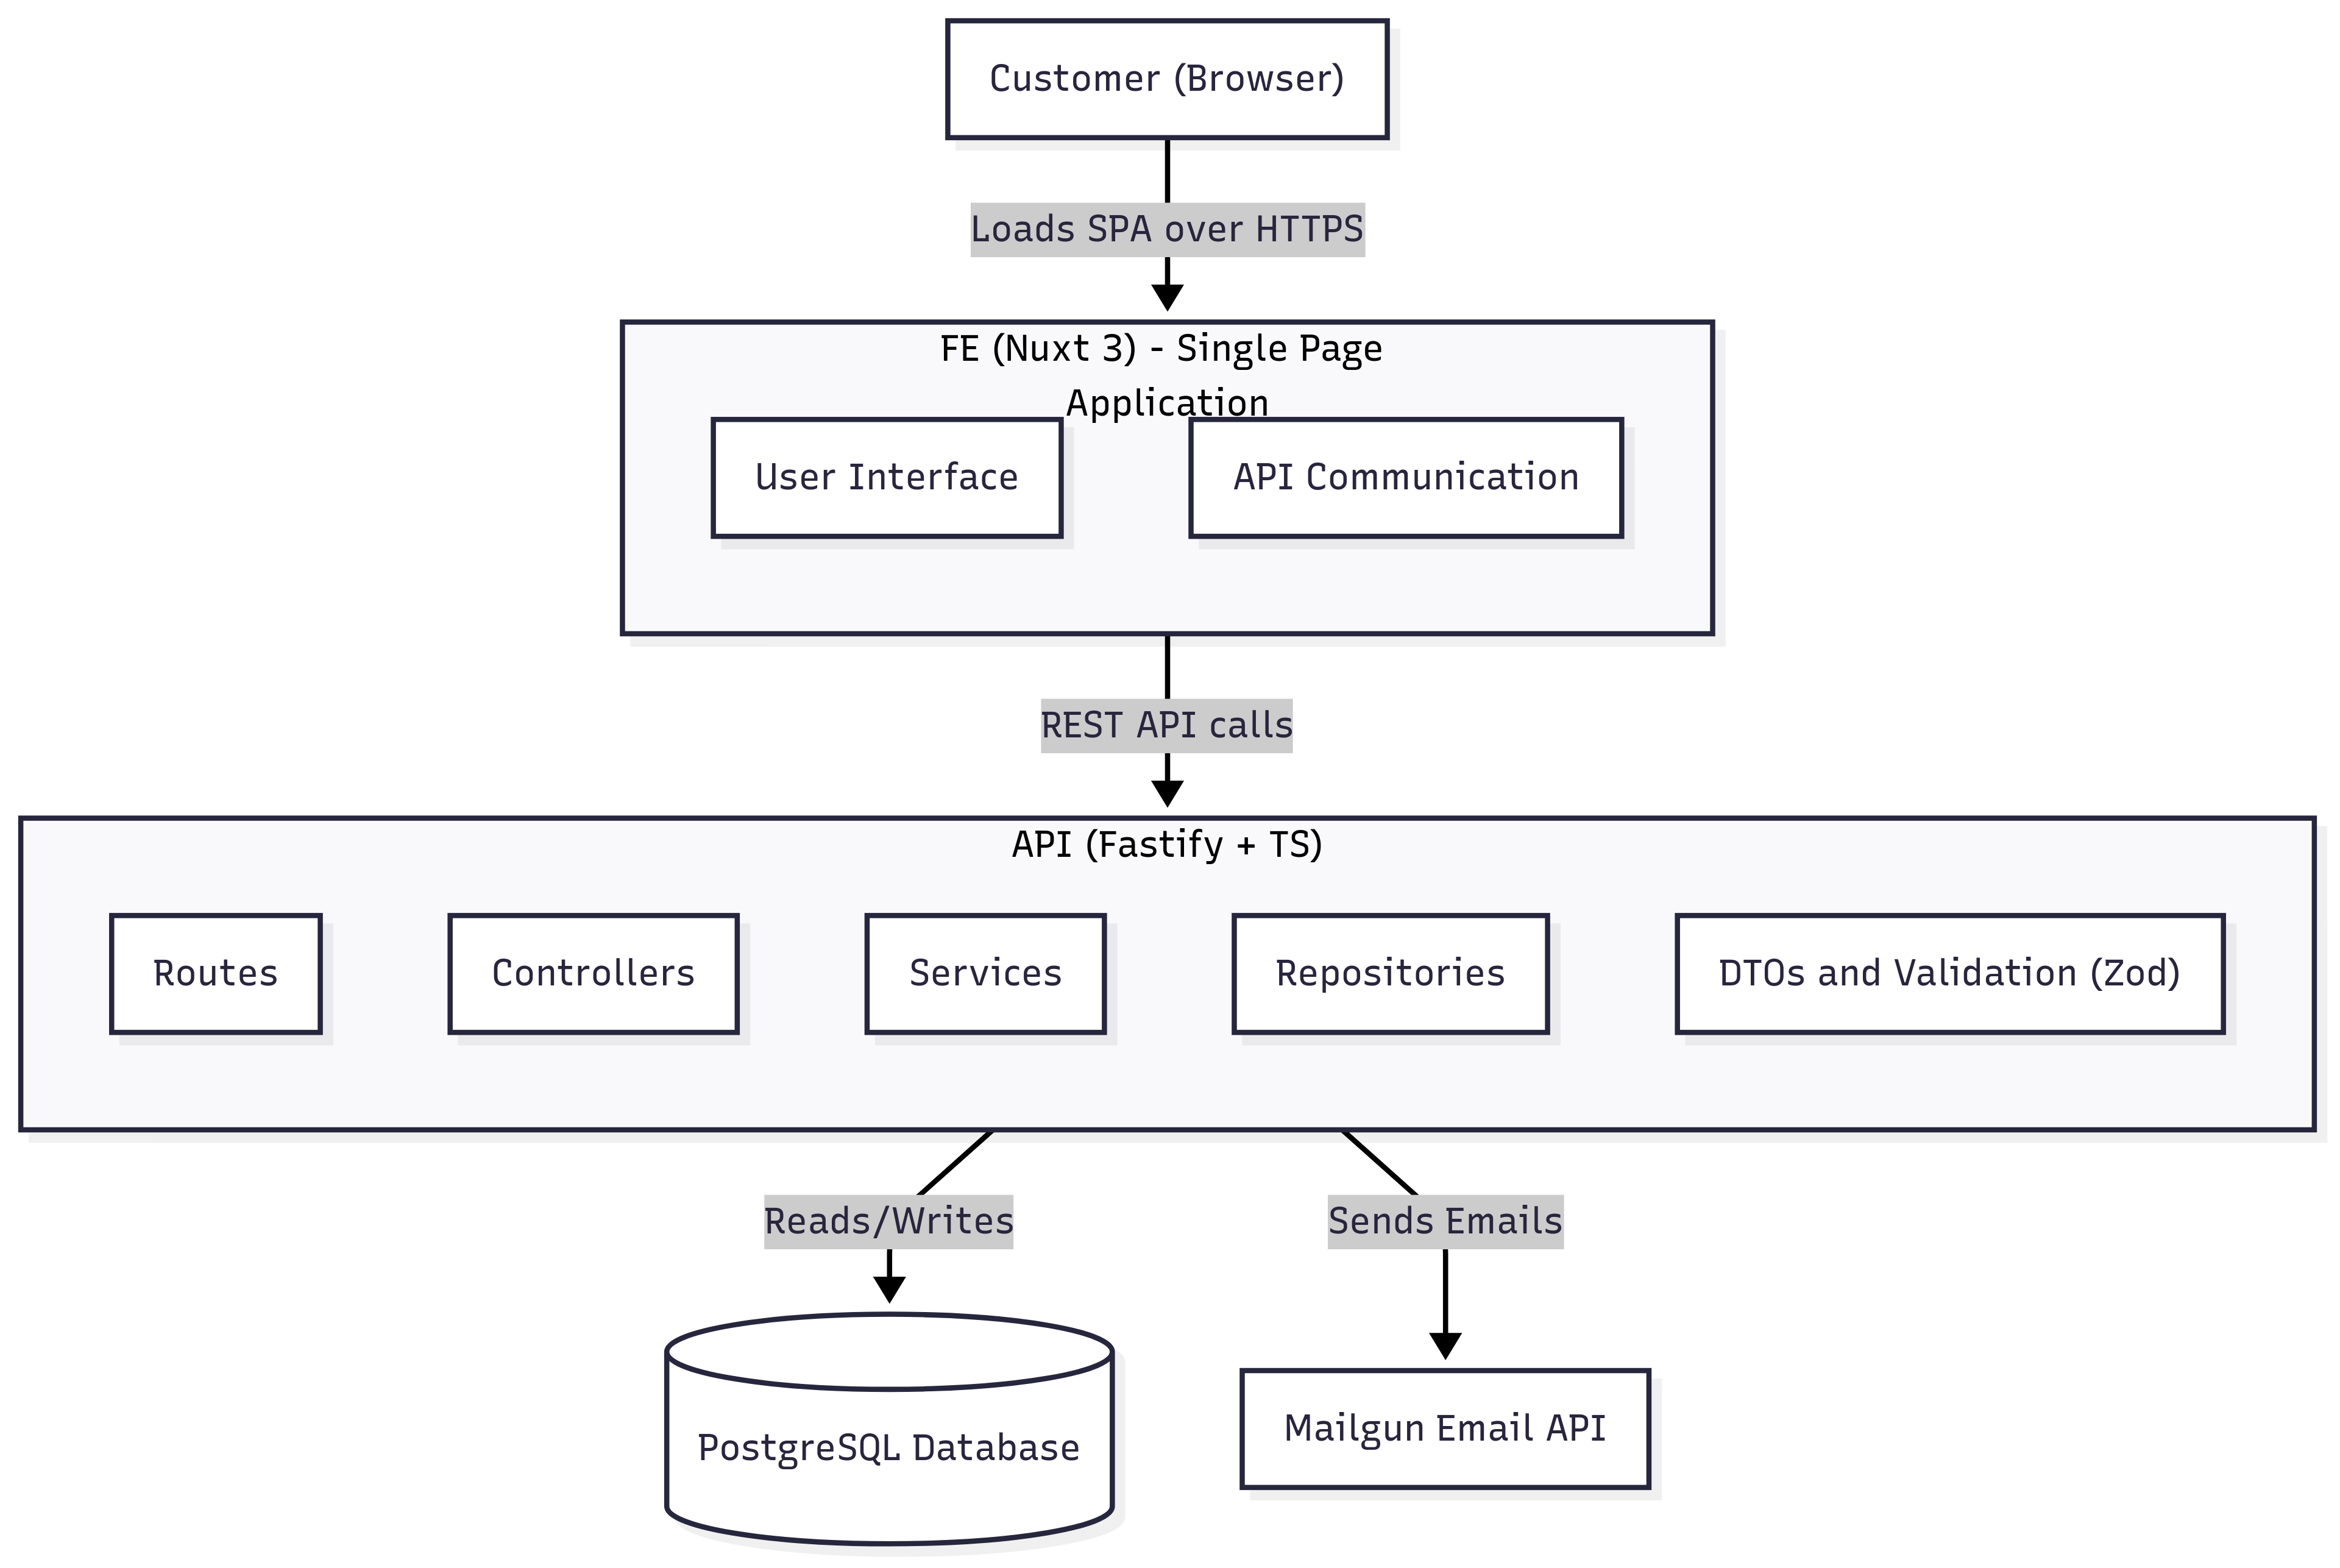 Customer (Browser)
Loads SPA over HTTPS
FE (Nuxt 3) - Single Page
Application
User Interface
API Communication
REST API calls
API (Fastify + TS)
Routes
Controllers
Services
Repositories
DTOs and Validation (Zod)
Reads/Writes
Sends Emails
PostgreSQL Database
Mailgun Email API